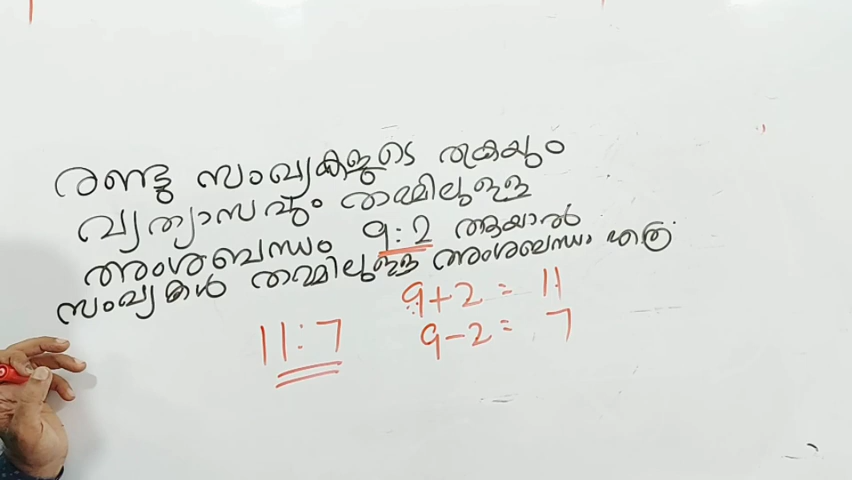 രണ്ടു സംഖ്യകളുടെ തുകയും
വ്യത്യാസവും തമ്മിലുള്ള
അംശബന്ധം 9:2 ആയാൽ
സംഖ്യകൾ തമ്മിലുള്ള അംശബന്ധം എത്ര
9+2 = 11
9-2 = 7
11:7